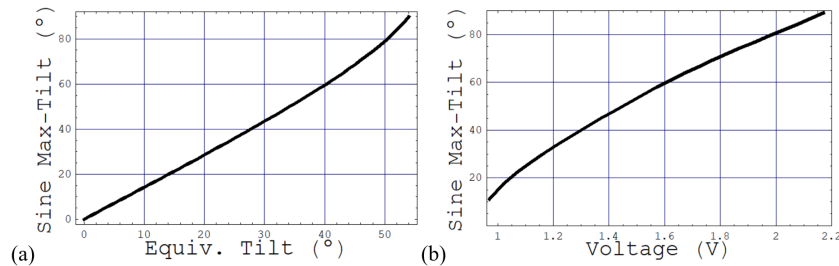 Sine Max-Tilt (°)
80
60
40
20
0
0 10 20 30 40 50
Equiv. Tilt (°)
(a)
Sine Max-Tilt (°)
80
60
40
20
1 1.2 1.4 1.6 1.8 2 2.2
Voltage (V)
(b)